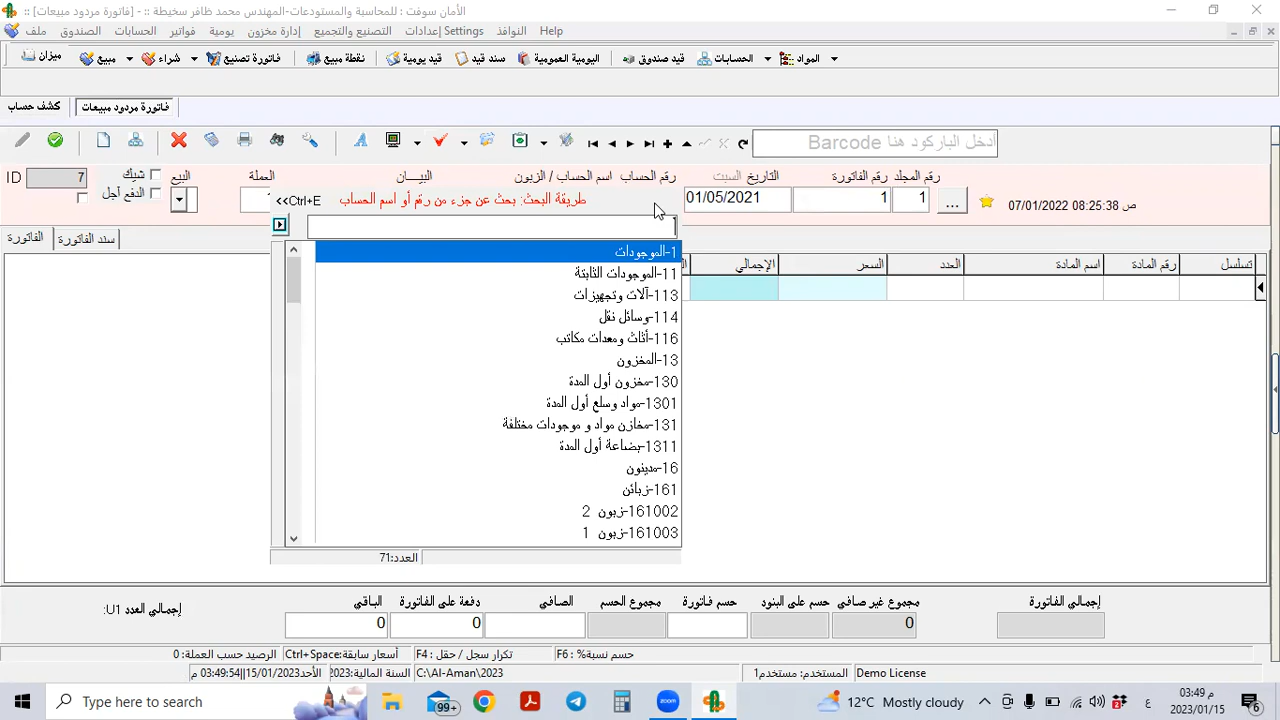 الأمان سوفت - للمحاسبة والمستودعات-المهندس محمد ظافر سخيطة :: - [فاتورة مردود مبيعات] ::
ملف الصندوق الحسابات فواتير يومية إدارة مخزون التصنيع والتجميع Settings إعدادات النوافذ Help
ميزان مبيع شراء فاتورة تصنيع نقطة مبيع قيد يومية سند قيد اليومية العمومية قيد صندوق الحسابات المواد
كشف حساب فاتورة مردود مبيعات
ادخل الباركود هنا Barcode
رقم المجلد رقم الفاتورة التاريخ السبت رقم الحساب اسم الحساب / الزبون البيـــان العملة البيع شيك ID 7
الدفع آجل
07/01/2022 08:25:38 ص ... 1 1 01/05/2021
طريقة البحث: بحث عن جزء من رقم أو اسم الحساب <<Ctrl+E
الفاتورة سند الفاتورة
تسلسل رقم المادة اسم المادة العدد السعر الإجمالي
1-الموجودات
11-الموجودات الثابتة
113-آلات وتجهيزات
114-وسائل نقل
116-أثاث ومعدات مكاتب
13-المخزون
130-مخزون أول المدة
1301-مواد وسلع أول المدة
131-مخازن مواد و موجودات مختلفة
1311-بضاعة أول المدة
16-مدينون
161-زبائن
161002-زبون 2
161003-زبون 1
العدد:71
إجمالي الفاتورة مجموع غير صافي حسم على البنود حسم فاتورة مجموع الحسم الصافي دفعة على الفاتورة الباقي إجمالي العدد U1:
0 0 0
حسم نسبة% : F6 تكرار سجل / حقل : F4 أسعار سابقة:Ctrl+Space الرصيد حسب العملة: 0
Demo License المستخدم: مستخدم1 C:\Al-Aman\2023 السنة المالية:2023 الأحد15/01/2023||03:49:54 م
Type here to search 99+ 12°C Mostly cloudy 2 ع 03:49 م
2023/01/15 6